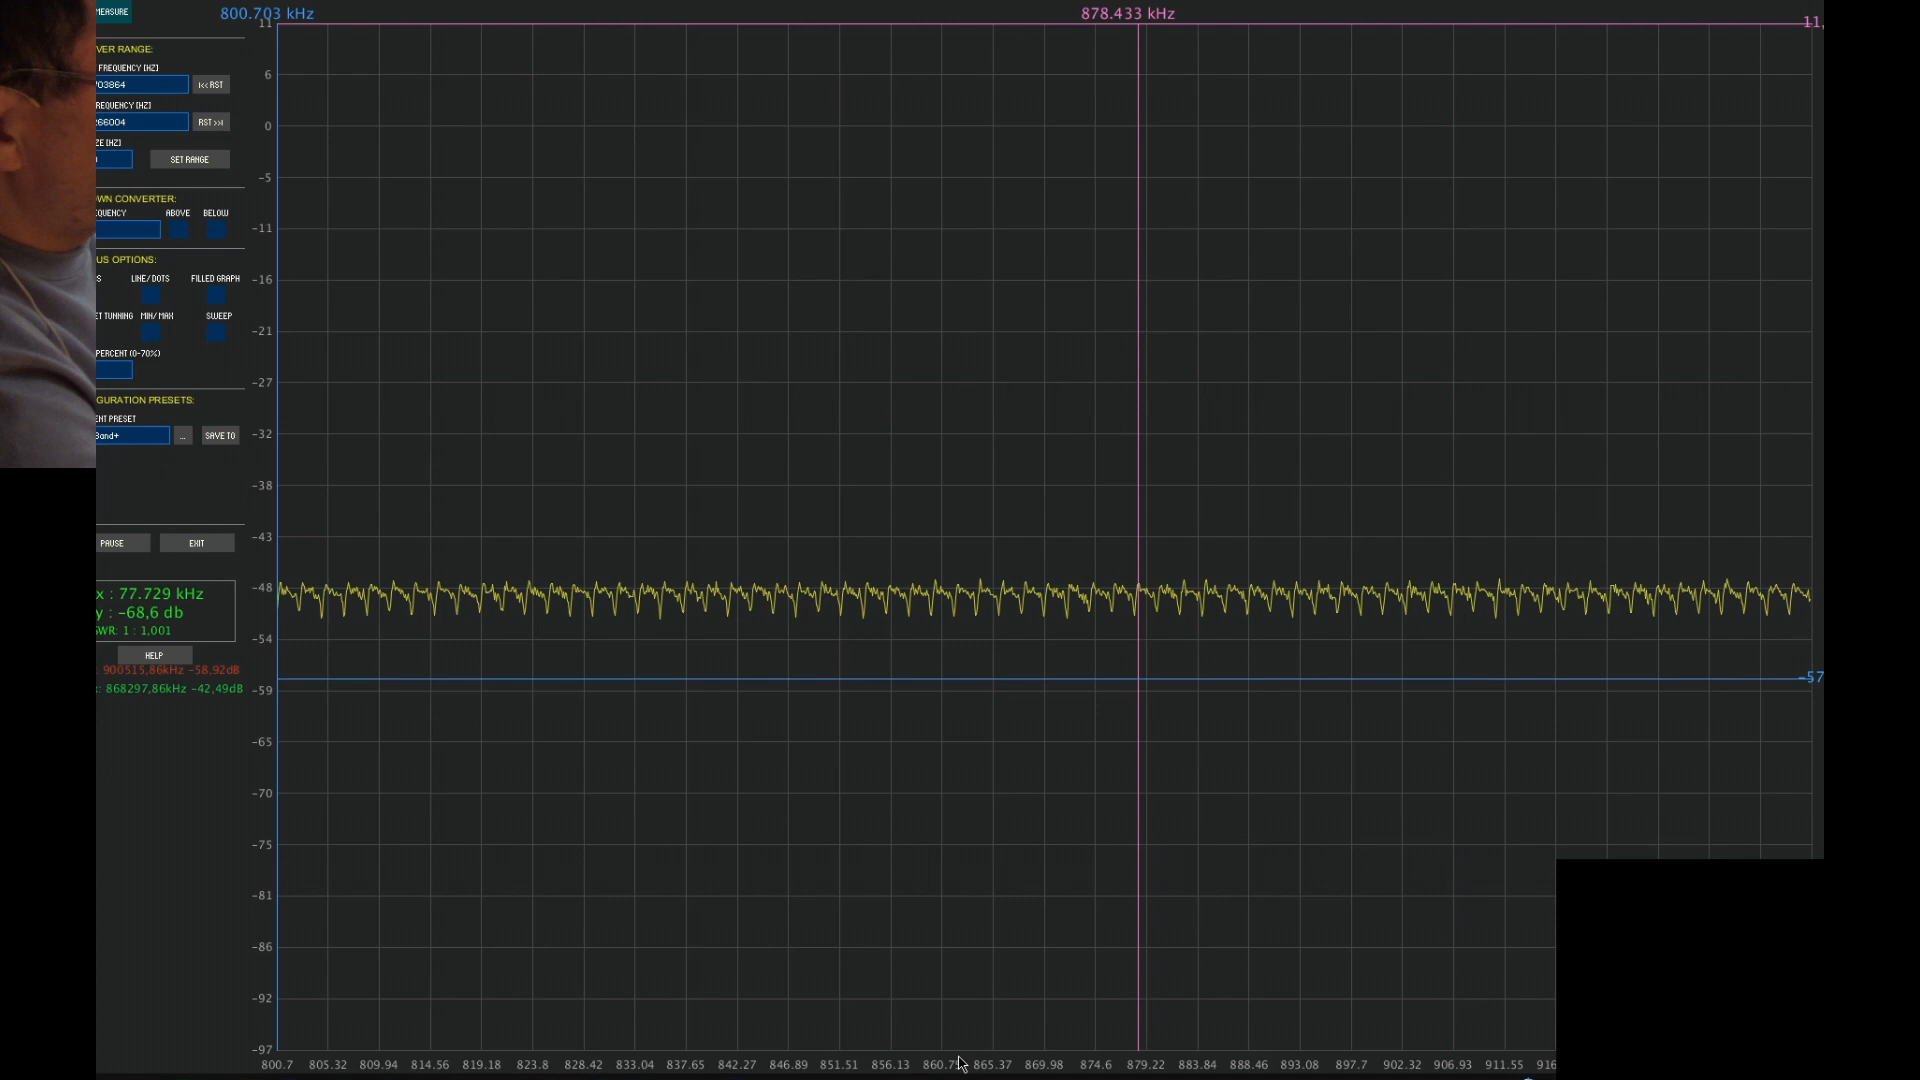 MEASURE
800.703 kHz
878.433 kHz
11
11,
VER RANGE:
FREQUENCY [HZ]
03864
I<< RST
REQUENCY [HZ]
66004
RST >>I
ZE [HZ]
SET RANGE
WN CONVERTER:
QUENCY
ABOVE
BELOW
US OPTIONS:
S
LINE/DOTS
FILLED GRAPH
ET TUNNING
MIN/MAX
SWEEP
PERCENT (0-70%)
GURATION PRESETS:
NT PRESET
Band+
...
SAVE TO
PAUSE
EXIT
x : 77.729 kHz
y : -68,6 db
SWR: 1 : 1,001
HELP
: 900515,86kHz -58,92dB
: 868297,86kHz -42,49dB
6
0
-5
-11
-16
-21
-27
-32
-38
-43
-48
-54
-57
-59
-65
-70
-75
-81
-86
-92
-97
800.7 805.32 809.94 814.56 819.18 823.8 828.42 833.04 837.65 842.27 846.89 851.51 856.13 865.37 869.98 874.6 879.22 883.84 888.46 893.08 897.7 902.32 906.93 911.55 916